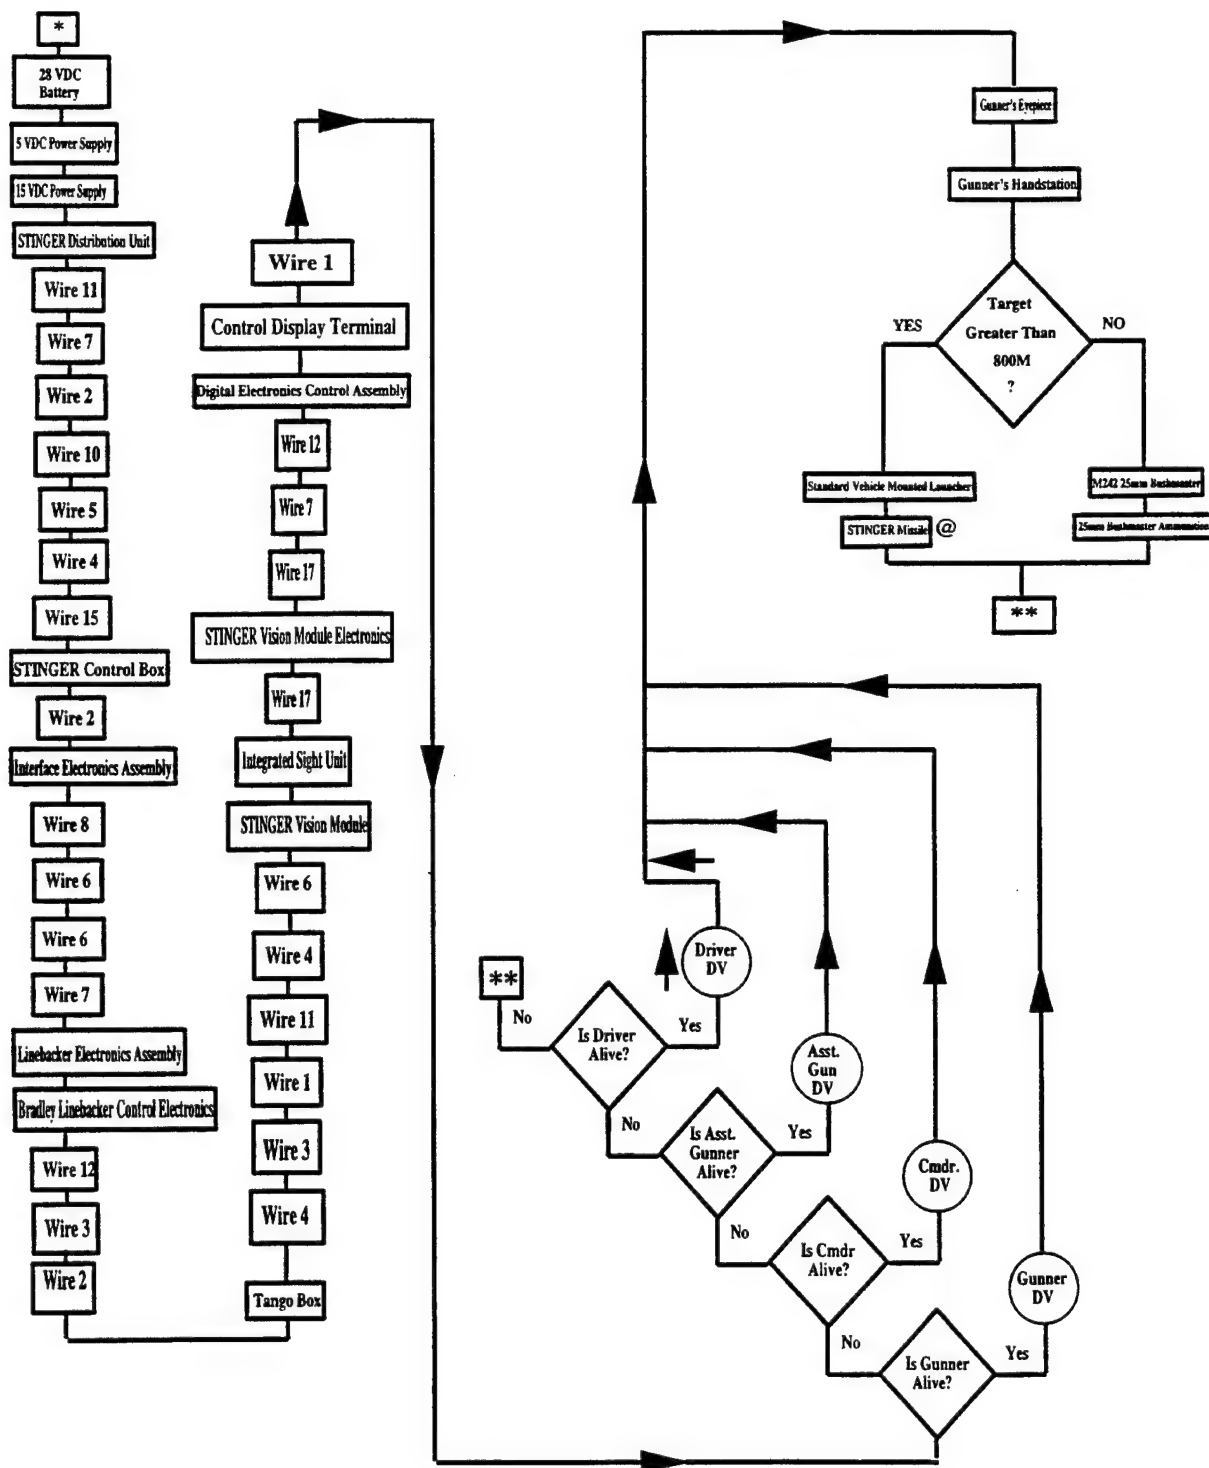 *
28 VDC
Battery
5 VDC Power Supply
15 VDC Power Supply
STINGER Distribution Unit
Wire 11
Wire 7
Wire 2
Wire 10
Wire 5
Wire 4
Wire 15
STINGER Control Box
Wire 2
Interface Electronics Assembly
Wire 8
Wire 6
Wire 6
Wire 7
Linebacker Electronics Assembly
Bradley Linebacker Control Electronics
Wire 12
Wire 3
Wire 2
Wire 1
Control Display Terminal
Digital Electronics Control Assembly
Wire 12
Wire 7
Wire 17
STINGER Vision Module Electronics
Wire 17
Integrated Sight Unit
STINGER Vision Module
Wire 6
Wire 4
Wire 11
Wire 1
Wire 3
Wire 4
Tango Box
Gunner's Eyepiece
Gunner's Handstation
Target
Greater Than
800M
?
YES
NO
Standard Vehicle Mounted Launcher
STINGER Missile @
M242 25mm Bushmaster
25mm Bushmaster Ammunition
**
**
No
Is Driver
Alive?
Yes
Driver
DV
No
Is Asst.
Gunner
Alive?
Yes
Asst.
Gun
DV
No
Is Cmdr
Alive?
Yes
Cmdr.
DV
No
Is Gunner
Alive?
Yes
Gunner
DV